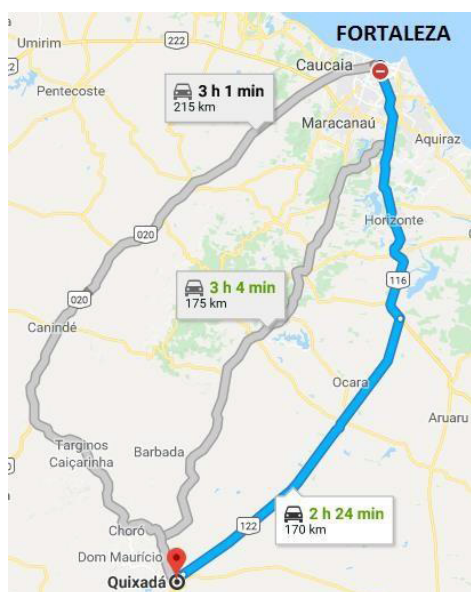 FORTALEZA
Umirim
222
Caucaia
Pentecoste
3 h 1 min
215 km
Maracanaú
Aquiraz
Horizonte
020
116
020
3 h 4 min
175 km
Canindé
Ocara
Aruaru
Targinos
Caiçarinha
Barbada
2 h 24 min
170 km
122
Choró
Dom Maurício
Quixadá